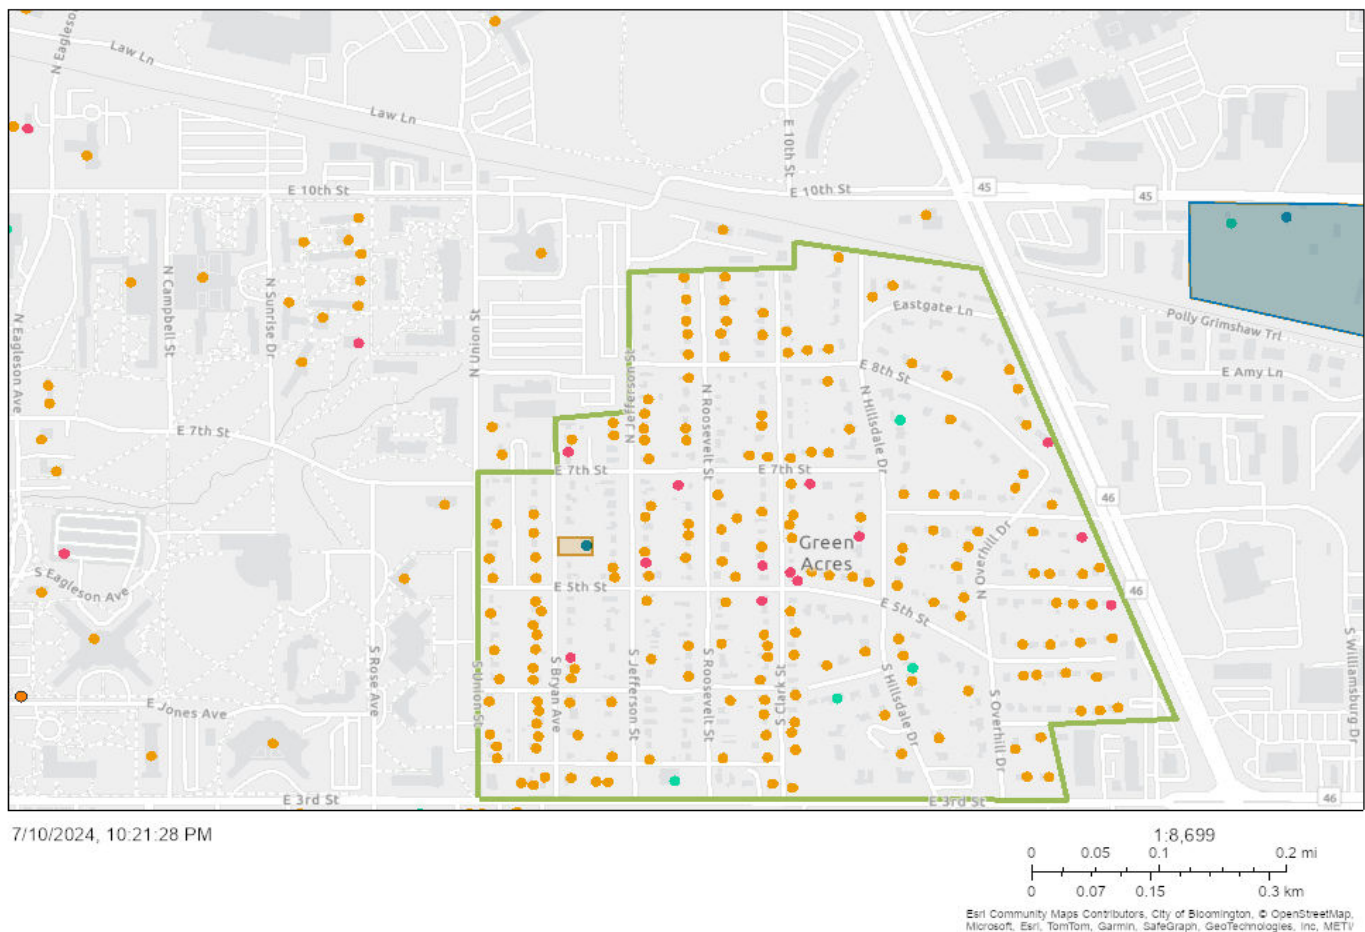 N Eagleson
Law Ln
Law Ln
E 10th St
E 10th St
E 10th St
45
45
N Campbell St
N Sunrise Dr
N Union St
N Eagleson Ave
Polly Grimshaw Trl
Eastgate Ln
E 8th St
E Amy Ln
N Jefferson St
N Roosevelt St
N Hillsdale Dr
E 7th St
E 7th St
E 7th St
46
Green
Acres
N Overhill Dr
S Eagleson Ave
E 5th St
E 5th St
46
S Rose Ave
S Union St
S Bryan Ave
S Jefferson St
S Roosevelt St
S Clark St
S Hillsdale Dr
S Overhill Dr
S Williamsburg Dr
E Jones Ave
E 3rd St
E 3rd St
46
7/10/2024, 10:21:28 PM
1:8,699
0 0.05 0.1 0.2 mi
0 0.07 0.15 0.3 km
Esri Community Maps Contributors, City of Bloomington, © OpenStreetMap,
Microsoft, Esri, TomTom, Garmin, SafeGraph, GeoTechnologies, Inc, METI/